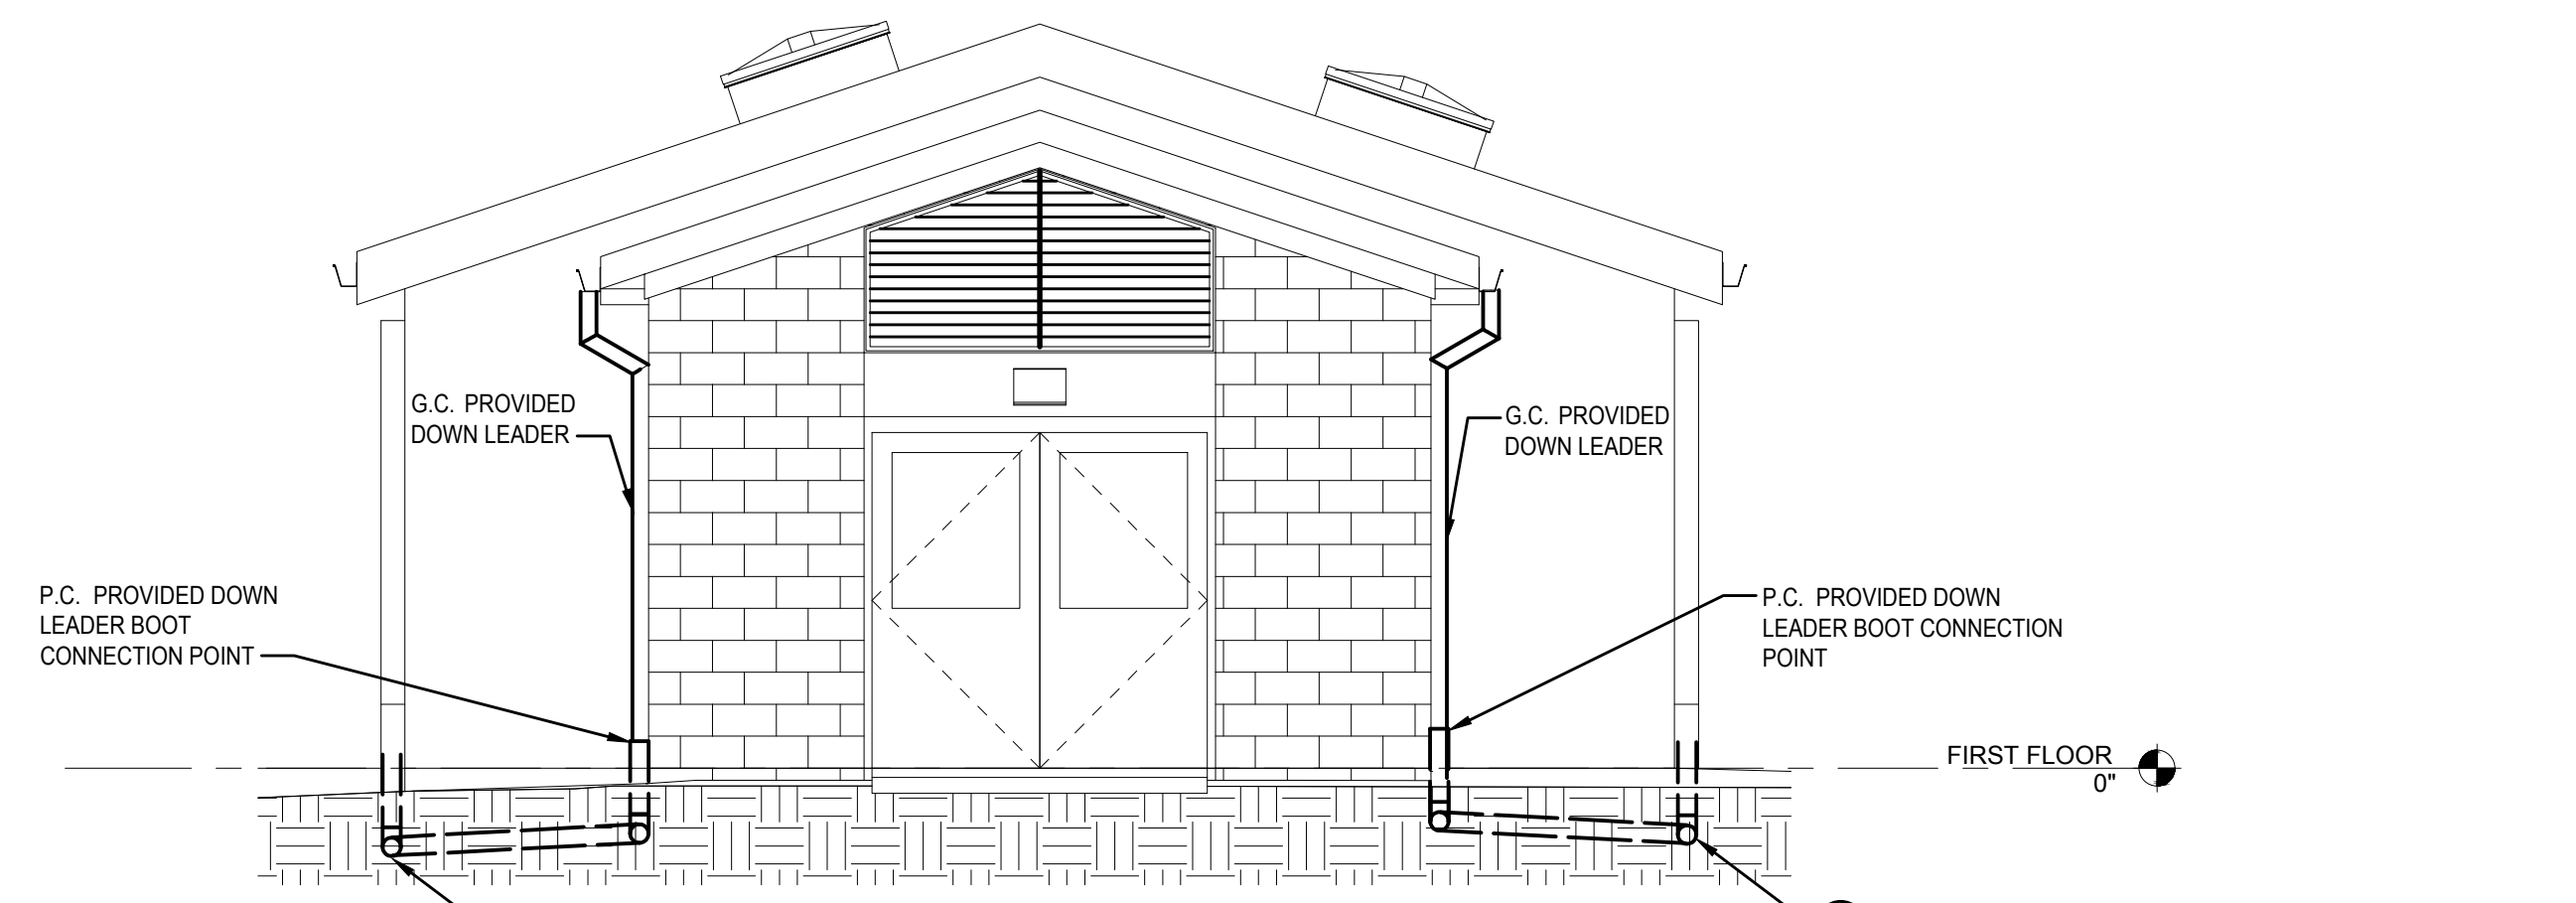 G.C. PROVIDED
DOWN LEADER
G.C. PROVIDED
DOWN LEADER
P.C. PROVIDED DOWN
LEADER BOOT
CONNECTION POINT
P.C. PROVIDED DOWN
LEADER BOOT CONNECTION
POINT
FIRST FLOOR
0"